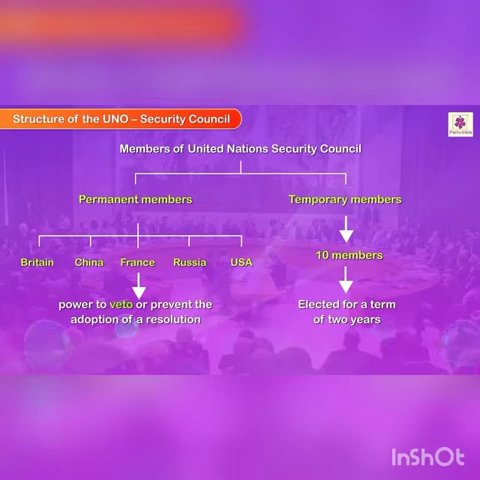 Structure of the UNO – Security Council
Periwinkle
Members of United Nations Security Council
Permanent members
Temporary members
Britain
China
France
Russia
USA
10 members
power to veto or prevent the
adoption of a resolution
Elected for a term
of two years
InShOt